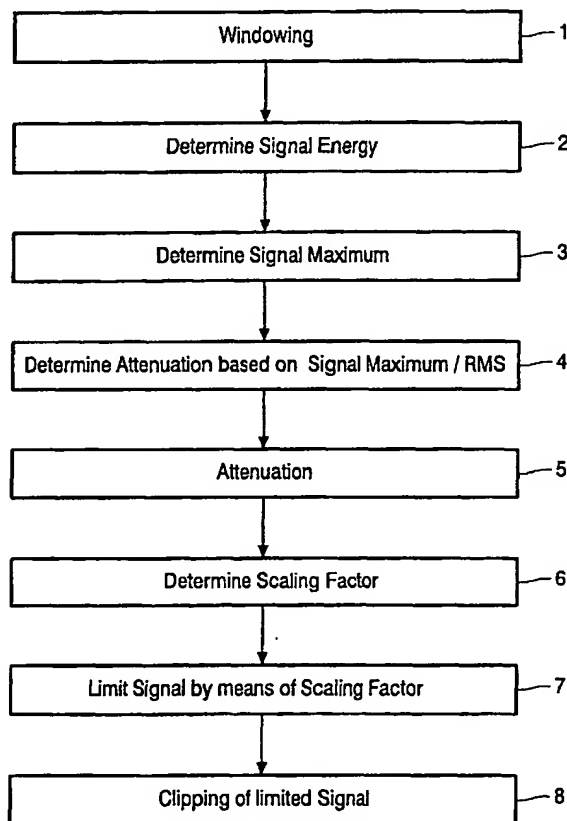 Windowing 1
Determine Signal Energy 2
Determine Signal Maximum 3
Determine Attenuation based on Signal Maximum / RMS 4
Attenuation 5
Determine Scaling Factor 6
Limit Signal by means of Scaling Factor 7
Clipping of limited Signal 8